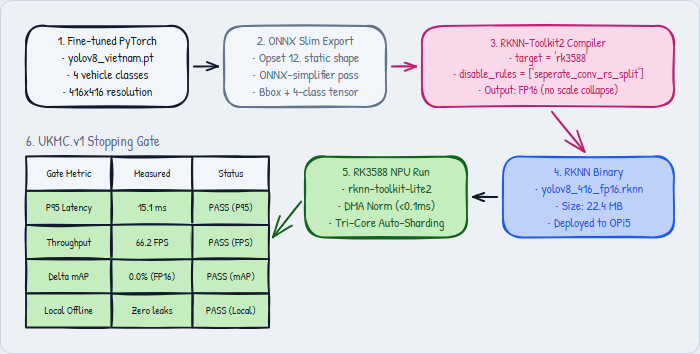 1. Fine-tuned PyTorch
- yolov8_vietnam.pt
- 4 vehicle classes
- 416x416 resolution
2. ONNX Slim Export
- Opset 12. static shape
- ONNX-simplifier pass
- Bbox + 4-class tensor
3. RKNN-Toolkit2 Compiler
- target = 'rk3588'
- disable_rules = ['seperate_conv_rs_split']
- Output: FP16 (no scale collapse)
4. RKNN Binary
- yolov8_416_fp16.rknn
- Size: 22.4 MB
- Deployed to OPi5
5. RK3588 NPU Run
- rknn-toolkit-lite2
- DMA Norm (<0.1ms)
- Tri-Core Auto-Sharding
6. UKMC.v1 Stopping Gate
Gate Metric Measured Status
P95 Latency 15.1 ms PASS (P95)
Throughput 66.2 FPS PASS (FPS)
Delta mAP 0.0% (FP16) PASS (mAP)
Local Offline Zero leaks PASS (Local)